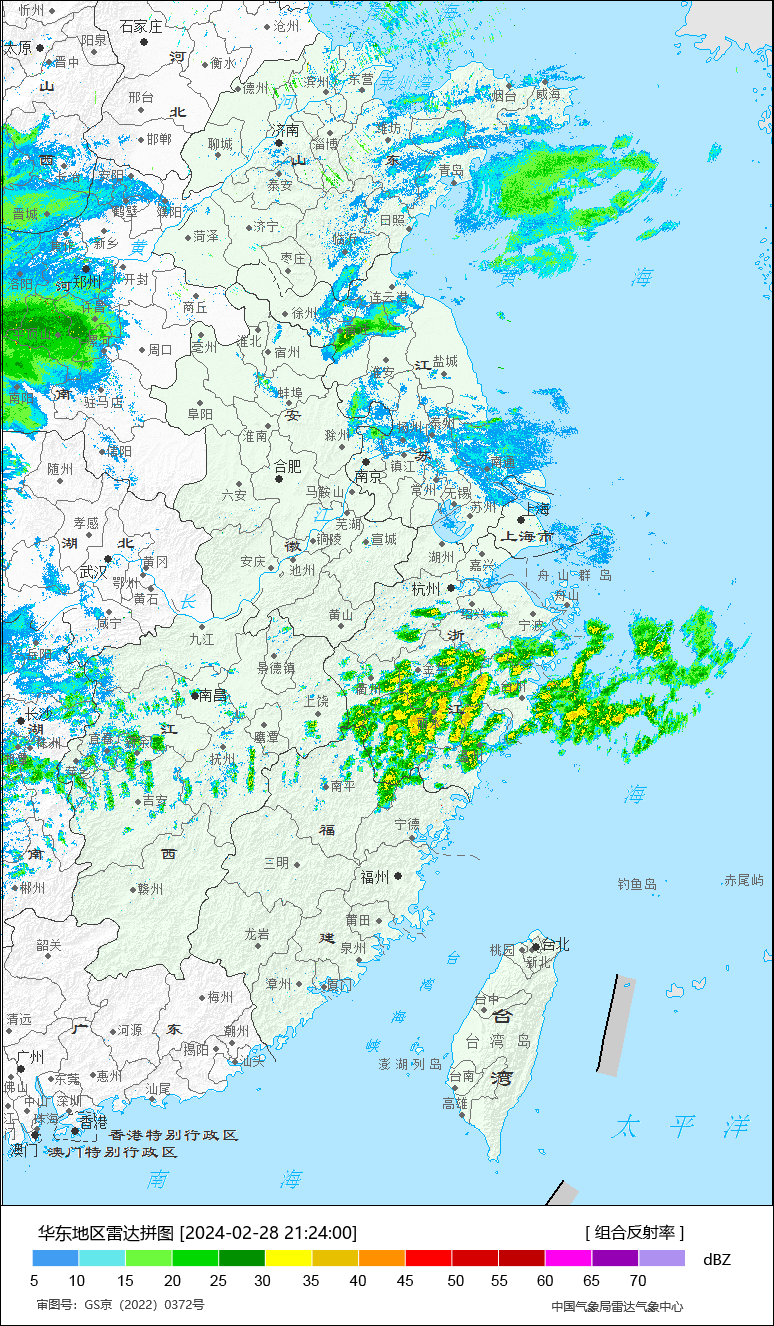 忻州
石家庄
沧州
太原
阳泉
河
晋中
衡水
山
德州
滨州
东营
烟台
威海
邢台
北
河
济南
淄博
潍坊
邯郸
聊城
山
东
泰安
青岛
安阳
鹤壁
濮阳
晋城
菏泽
济宁
日照
新乡
黄
临沂
枣庄
黄
海
河
郑州
开封
商丘
徐州
连云港
许昌
周口
亳州
淮北
宿州
江
盐城
淮安
南阳
南
驻马店
蚌埠
阜阳
安
淮南
滁州
扬州
泰州
信阳
苏
南通
随州
合肥
南京
镇江
六安
马鞍山
常州
无锡
苏州
孝感
江
芜湖
上海
湖
北
徽
铜陵
宣城
上海市
武汉
黄冈
安庆
池州
湖州
嘉兴
鄂州
舟山群岛
黄石
长
杭州
舟山
咸宁
黄山
绍兴
宁波
九江
浙
岳阳
景德镇
衢州
金华
南昌
上饶
台州
长沙
湖
江
鹰潭
江
株洲
宜春
新余
抚州
萍乡
南平
海
吉安
福
宁德
南
西
三明
福州
钓鱼岛
赤尾屿
郴州
赣州
莆田
龙岩
建
泉州
韶关
台
桃园
台北
新北
漳州
厦门
湾
梅州
台中
清远
广
河源
东
潮州
海
台
广州
揭阳
台湾岛
汕头
峡
澎湖列岛
佛山
东莞
惠州
台南
湾
中山
深圳
汕尾
高雄
江门
珠海
香港
香港特别行政区
太平洋
澳门
澳门特别行政区
南
海
华东地区雷达拼图 [2024-02-28 21:24:00]
[ 组合反射率 ]
dBZ
5 10 15 20 25 30 35 40 45 50 55 60 65 70
审图号：GS京（2022）0372号
中国气象局雷达气象中心